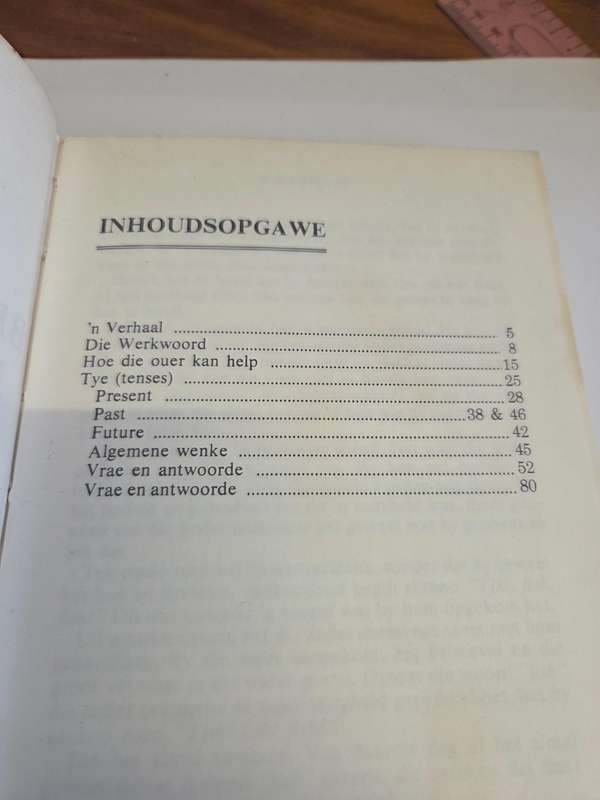 INHOUDSOPGAWE
'n Verhaal ........................ 5
Die Werkwoord ........................ 8
Hoe die ouer kan help ........................ 15
Tye (tenses) ........................ 25
Present ........................ 28
Past ........................ 38 & 46
Future ........................ 42
Algemene wenke ........................ 45
Vrae en antwoorde ........................ 52
Vrae en antwoorde ........................ 80